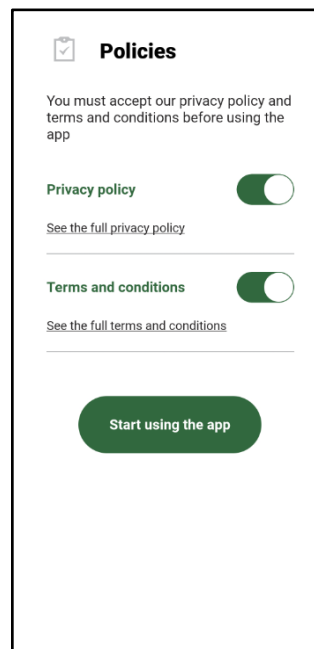 Policies
You must accept our privacy policy and
terms and conditions before using the
app
Privacy policy
See the full privacy policy
Terms and conditions
See the full terms and conditions
Start using the app